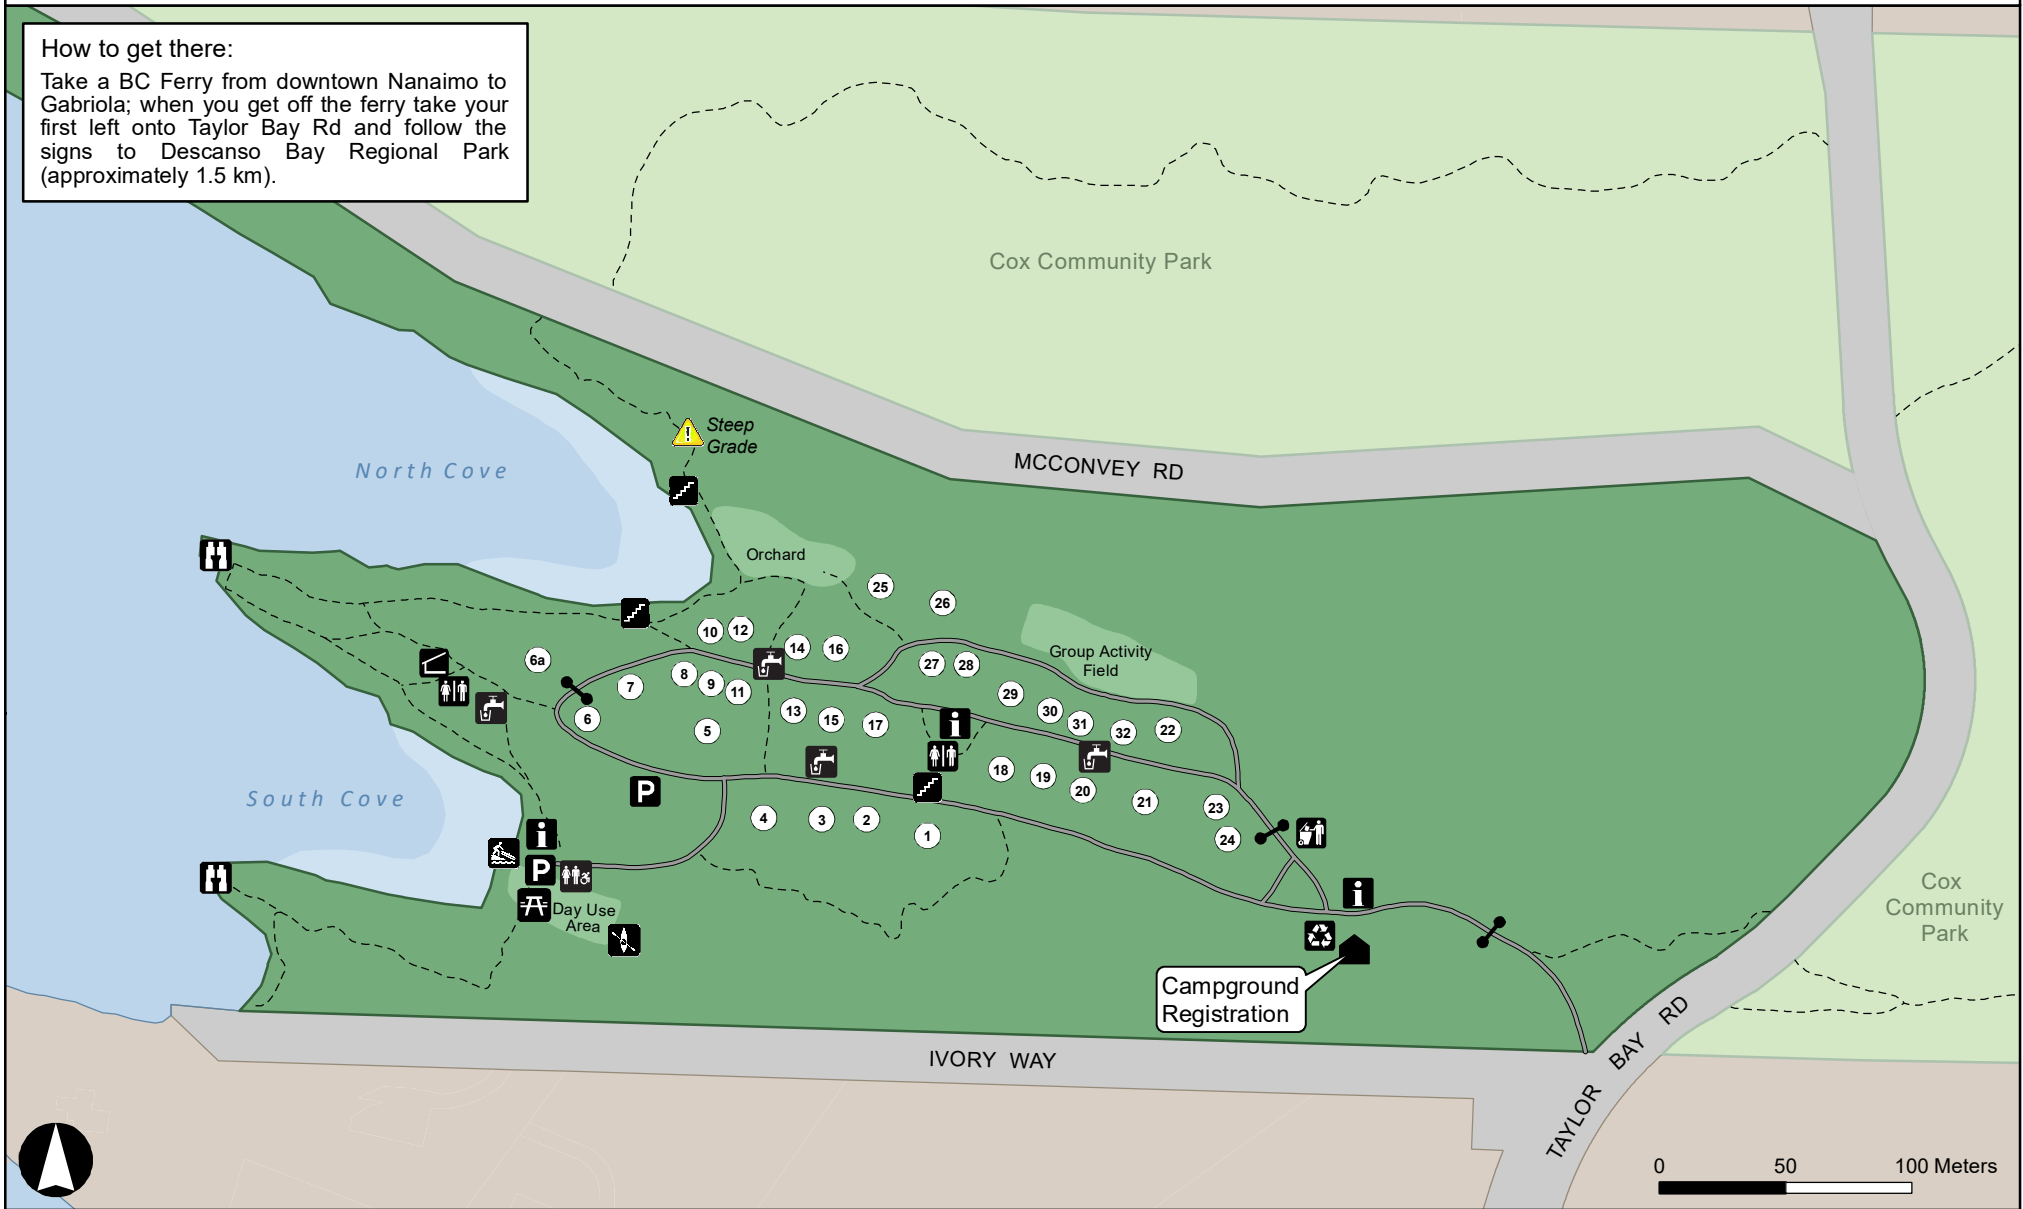 How to get there:
Take a BC Ferry from downtown Nanaimo to
Gabriola; when you get off the ferry take your
first left onto Taylor Bay Rd and follow the
signs to Descanso Bay Regional Park
(approximately 1.5 km).
Cox Community Park
Steep
Grade
North Cove
MCCONVEY RD
Orchard
25
26
10
12
14
16
Group Activity
Field
6a
27
28
8
9
7
11
29
6
13
15
17
30
31
32
22
5
18
19
20
21
23
P
South Cove
4
3
2
1
24
i
i
P
i
Day Use
Area
Cox
Community
Park
Campground
Registration
IVORY WAY
TAYLOR BAY RD
0 50 100 Meters